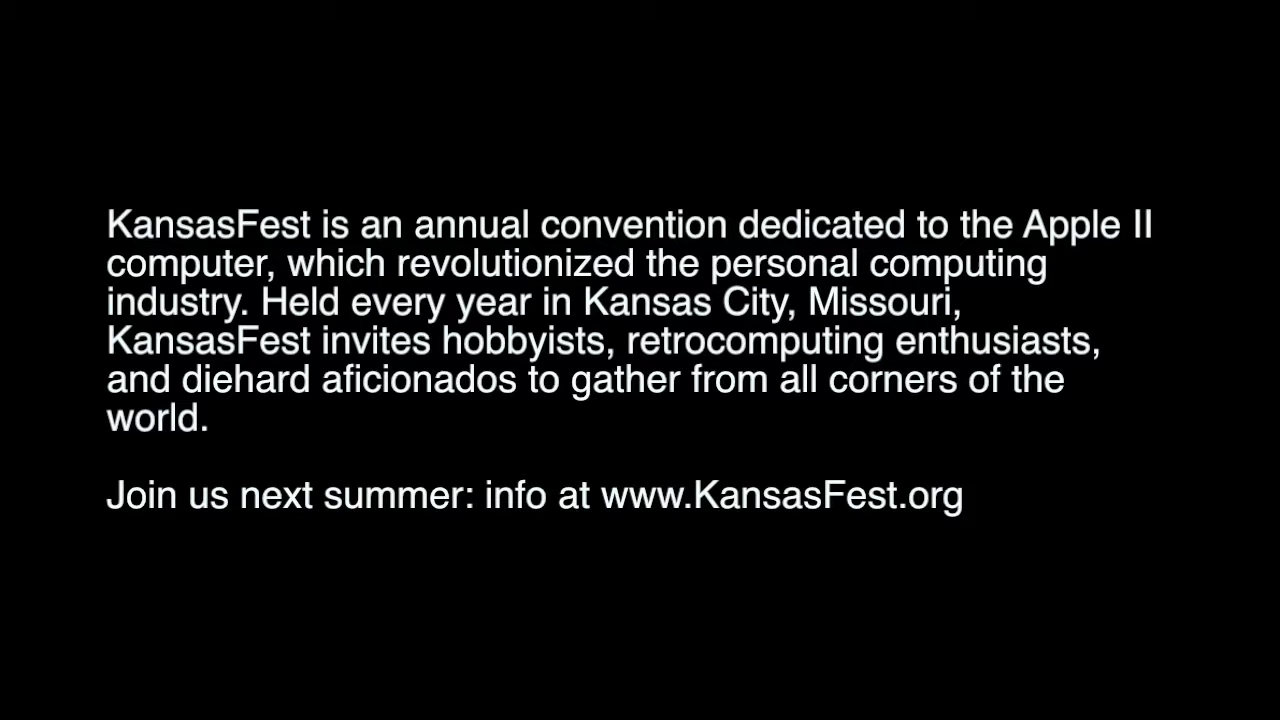 KansasFest is an annual convention dedicated to the Apple II
computer, which revolutionized the personal computing
industry. Held every year in Kansas City, Missouri,
KansasFest invites hobbyists, retrocomputing enthusiasts,
and diehard aficionados to gather from all corners of the
world.
Join us next summer: info at www.KansasFest.org